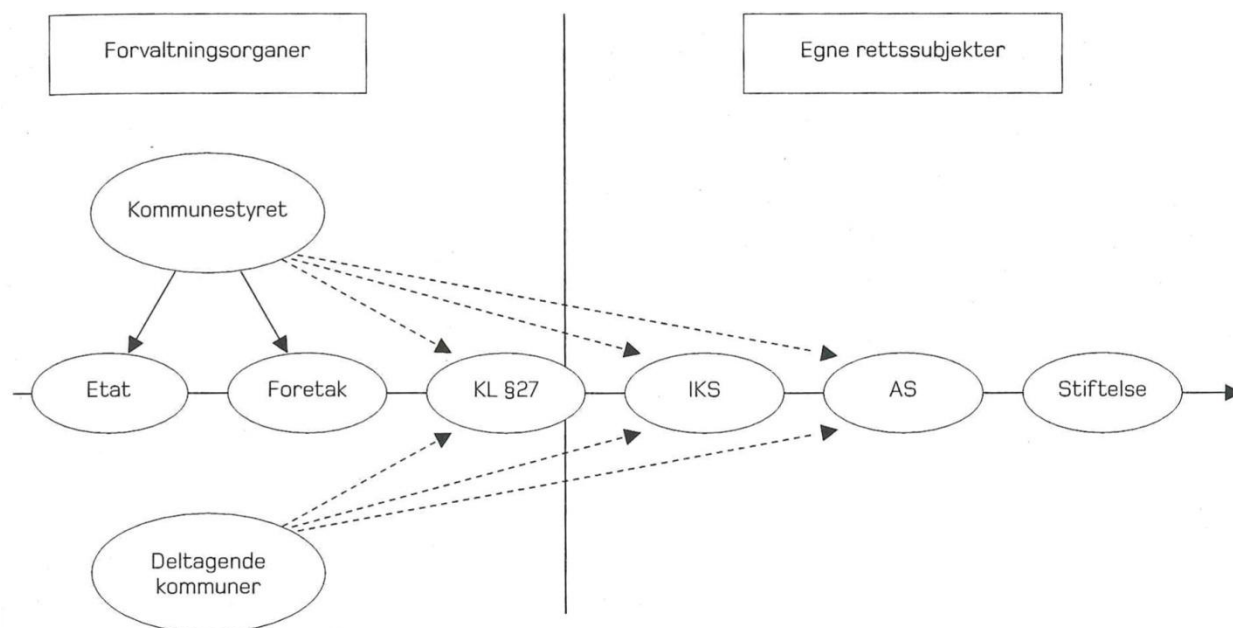 Forvaltningsorganer
Egne rettssubjekter
Kommunestyret
Etat
Foretak
KL §27
IKS
AS
Stiftelse
Deltagende
kommuner